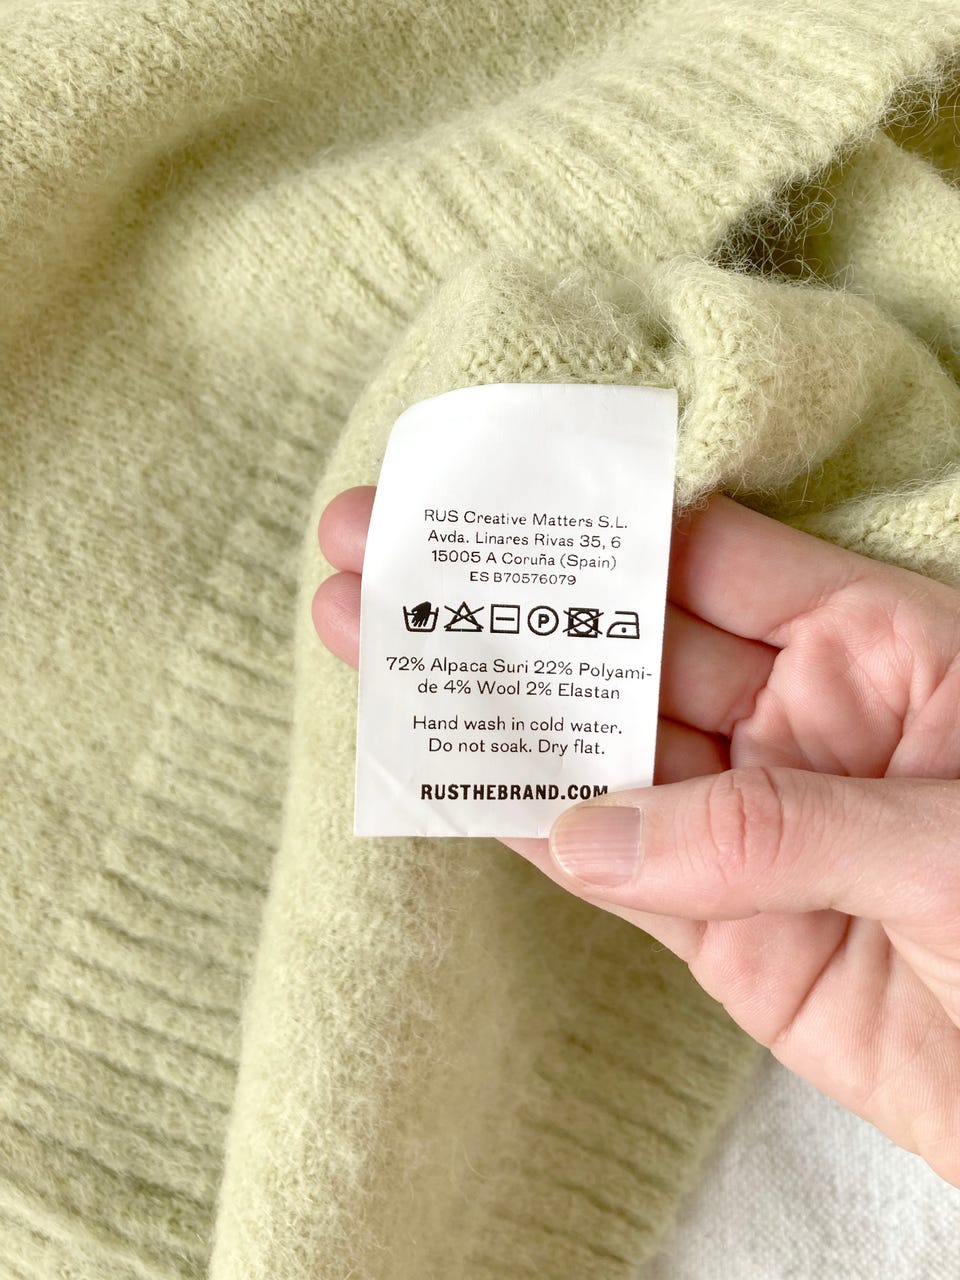 RUS Creative Matters S.L.
Avda. Linares Rivas 35, 6
15005 A Coruña (Spain)
ES B70576079
P
72% Alpaca Suri 22% Polyami-
de 4% Wool 2% Elastan
Hand wash in cold water.
Do not soak. Dry flat.
RUSTHEBRAND.COM